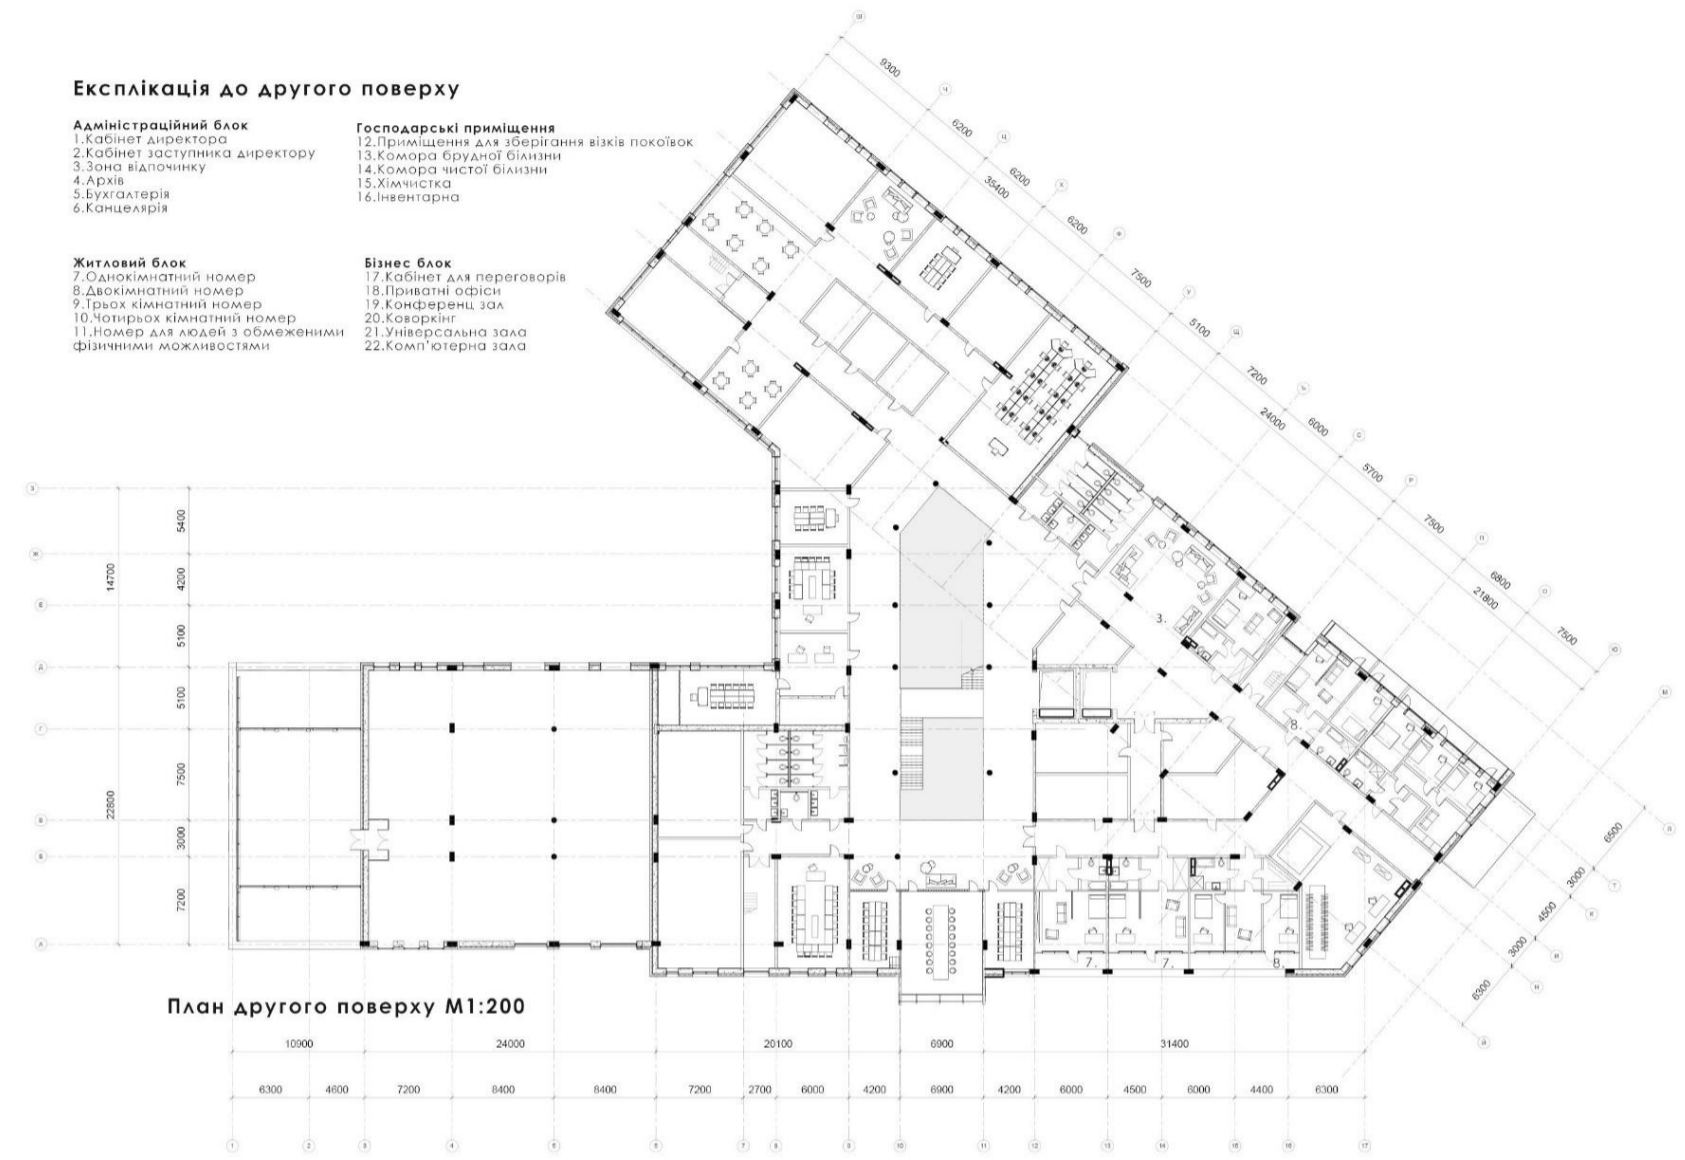 Експлікація до другого поверху
Адміністраційний блок
1.Кабінет директора
2.Кабінет заступника директору
3.Зона відпочинку
4.Архів
5.Бухгалтерія
6.Канцелярія
Господарські приміщення
12.Приміщення для зберігання візків покоївок
13.Комора брудної білизни
14.Комора чистої білизни
15.Хімчистка
16.Інвентарна
Житловий блок
7.Однокімнатний номер
8.Двокімнатний номер
9.Трьох кімнатний номер
10.Чотирьох кімнатний номер
11.Номер для людей з обмеженими
фізичними можливостями
Бізнес блок
17.Кабінет для переговорів
18.Приватні офіси
19.Конференц зал
20.Коворкінг
21.Універсальна зала
22.Комп'ютерна зала
9300
6200
6200
35400
6200
7500
5100
7200
24000
6000
5700
7500
6800
21800
7500
5400
14700
4200
5100
5100
7500
22800
3000
7200
3.
8.
7.
7.
8.
6500
3000
4500
3000
6300
План другого поверху М1:200
10900
24000
20100
6900
31400
6300
4600
7200
8400
8400
7200
2700
6000
4200
6900
4200
6000
4500
6000
4400
6300